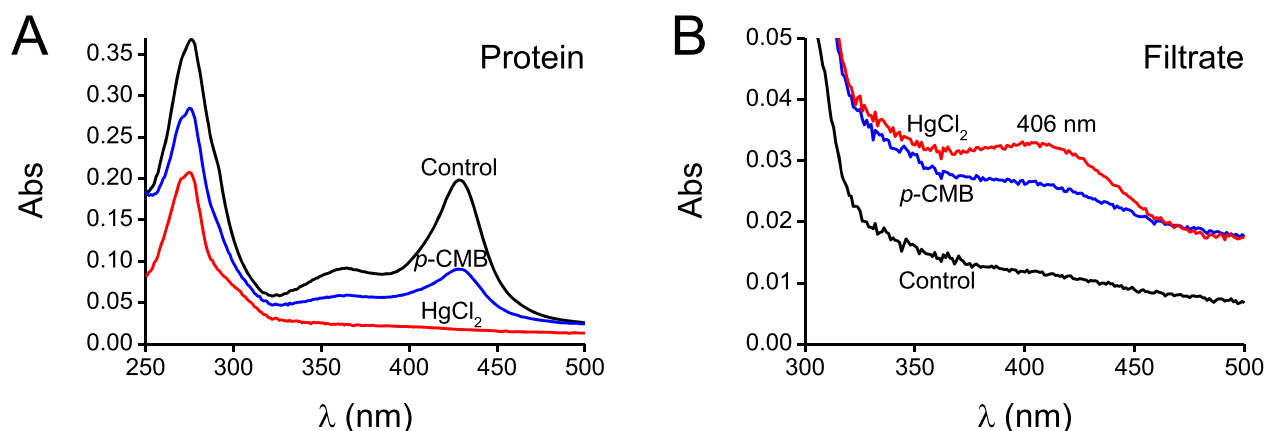 A
Protein
Abs
0.35
0.30
0.25
0.20
0.15
0.10
0.05
0.00
Control
p-CMB
HgCl₂
250 300 350 400 450 500
λ (nm)
B
Filtrate
Abs
0.05
0.04
0.03
0.02
0.01
0.00
HgCl₂
406 nm
p-CMB
Control
300 350 400 450 500
λ (nm)